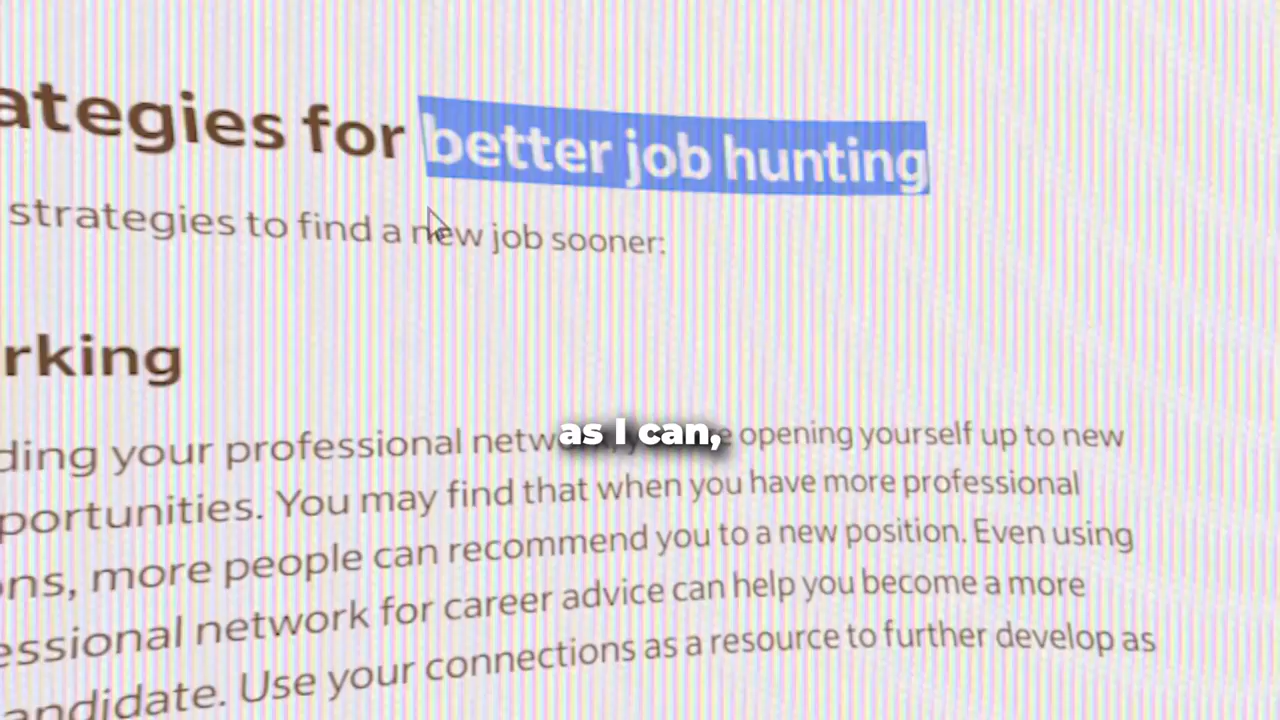 ategies for better job hunting
strategies to find a new job sooner:
rking
ding your professional opening yourself up to new
as I can,
portunities. You may find that when you have more professional
ons, more people can recommend you to a new position. Even using
essional network for career advice can help you become a more
andidate. Use your connections as a resource to further develop as